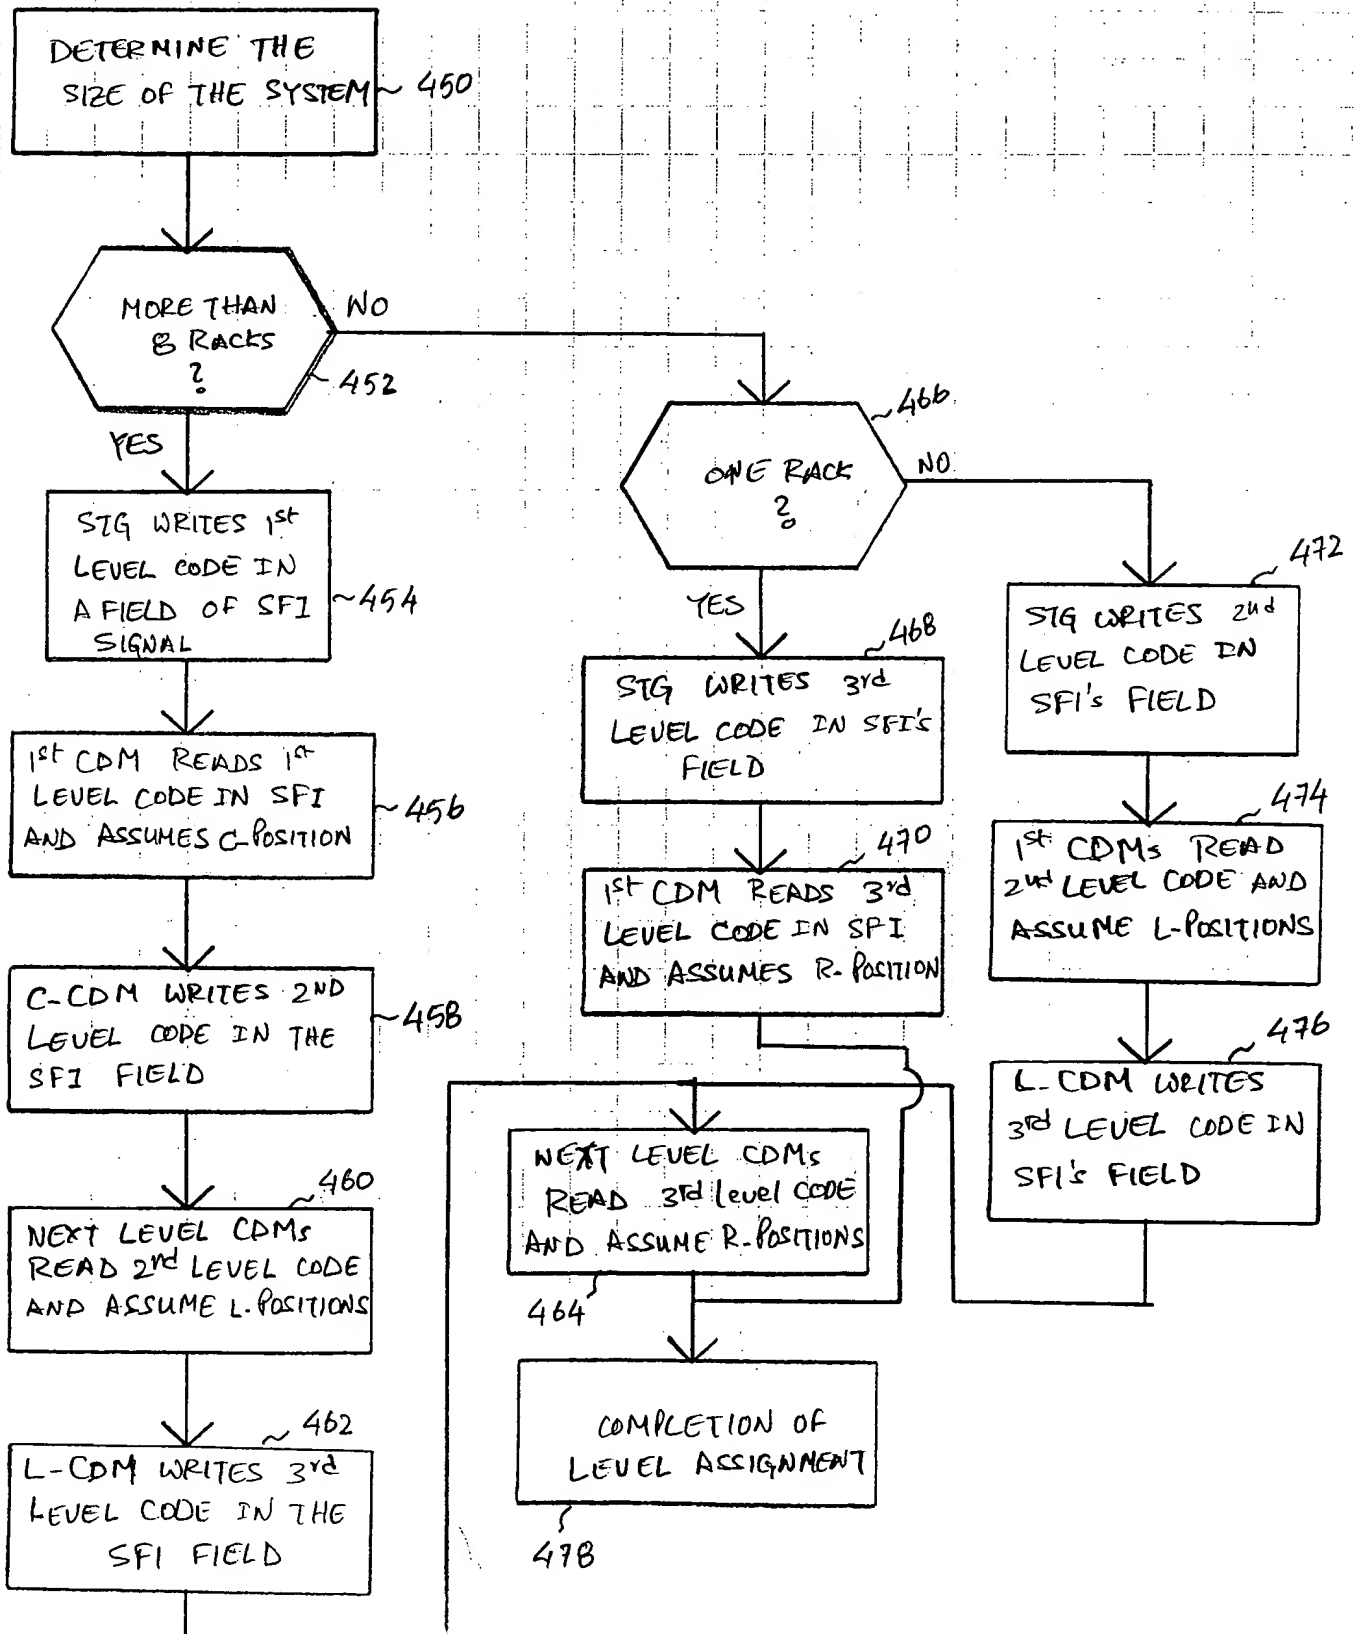 DETERMINE THE
SIZE OF THE SYSTEM
450
MORE THAN
8 RACKS
?
NO
452
YES
STG WRITES 1st
LEVEL CODE IN
A FIELD OF SFI
SIGNAL
454
1st CDM READS 1st
LEVEL CODE IN SFI
AND ASSUMES C-POSITION
456
C-CDM WRITES 2ND
LEVEL CODE IN THE
SFI FIELD
458
460
NEXT LEVEL CDMs
READ 2nd LEVEL CODE
AND ASSUME L-POSITIONS
462
L-CDM WRITES 3rd
LEVEL CODE IN THE
SFI FIELD
466
ONE RACK
?
NO
YES
468
STG WRITES 3rd
LEVEL CODE IN SFI's
FIELD
470
1st CDM READS 3rd
LEVEL CODE IN SFI
AND ASSUMES R-POSITION
472
STG WRITES 2nd
LEVEL CODE IN
SFI's FIELD
474
1st CDMs READ
2nd LEVEL CODE AND
ASSUME L-POSITIONS
476
L-CDM WRITES
3rd LEVEL CODE IN
SFI's FIELD
NEXT LEVEL CDMs
READ 3rd level CODE
AND ASSUME R-POSITIONS
464
COMPLETION OF
LEVEL ASSIGNMENT
478